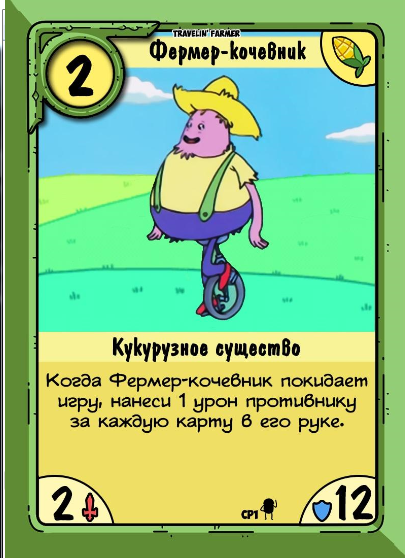 TRAVELIN' FARMER
2
Фермер-кочевник
Кукурузное существо
Когда Фермер-кочевник покидает
игру, нанеси 1 урон противнику
за каждую карту в его руке.
2
CP1
12